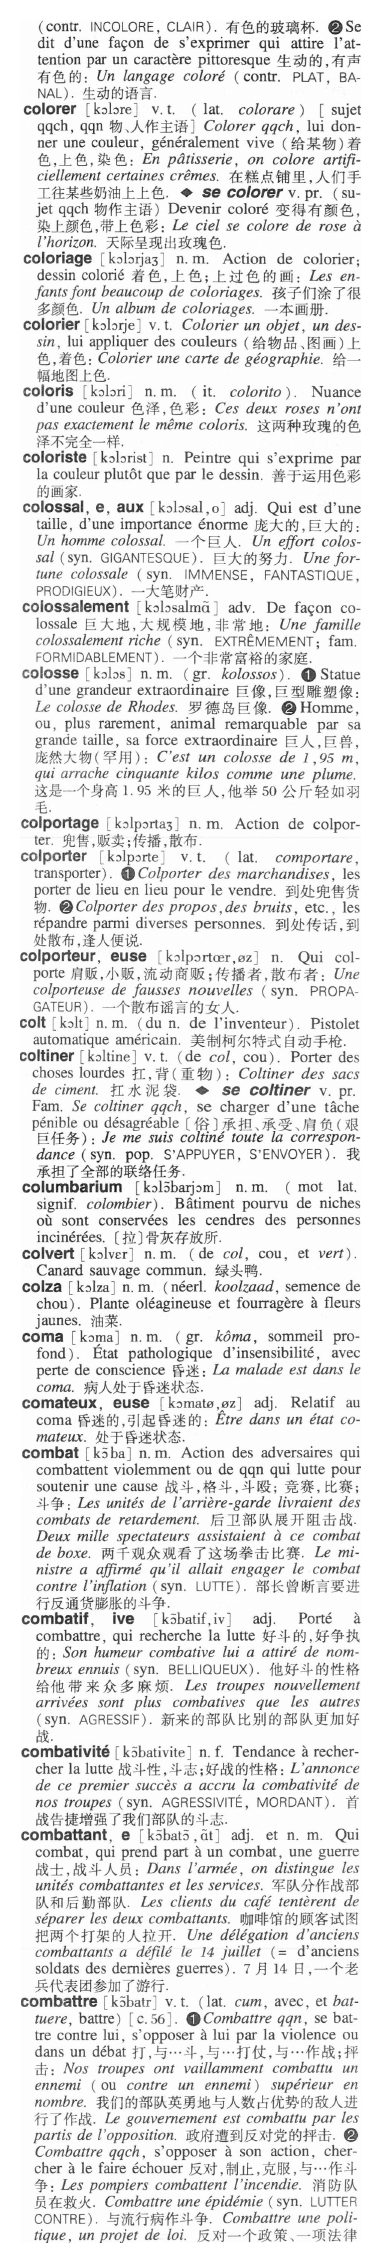 (contr. INCOLORE, CLAIR). 有色的玻璃杯. ❷Se
dit d'une façon de s'exprimer qui attire l'at-
tention par un caractère pittoresque 生动的,有声
有色的: Un langage coloré (contr. PLAT, BA-
NAL). 生动的语言.
colorer [kɔlɔre] v.t. (lat. colorare) [sujet
qqch, qqn 物、人作主语] Colorer qqch, lui don-
ner une couleur, généralement vive (给某物)着
色,上色,染色: En pâtisserie, on colore artifi-
ciellement certaines crêmes. 在糕点铺里,人们手
工往某些奶油上上色. ◆ se colorer v. pr. (su-
jet qqch 物作主语) Devenir coloré 变得有颜色,
染上颜色,带上色彩: Le ciel se colore de rose à
l'horizon. 天际呈现出玫瑰色.
coloriage [kɔlɔrjaʒ] n. m. Action de colorier;
dessin colorié 着色,上色;上过色的画: Les en-
fants font beaucoup de coloriages. 孩子们涂了很
多颜色. Un album de coloriages. 一本画册.
colorier [kɔlɔrje] v.t. Colorier un objet, un des-
sin, lui appliquer des couleurs (给物品、图画)上
色,着色: Colorier une carte de géographie. 给一
幅地图上色.
coloris [kɔlɔri] n. m. (it. colorito). Nuance
d'une couleur 色泽,色彩: Ces deux roses n'ont
pas exactement le même coloris. 这两种玫瑰的色
泽不完全一样.
coloriste [kɔlɔrist] n. Peintre qui s'exprime par
la couleur plutôt que par le dessin. 善于运用色彩
的画家.
colossal, e, aux [kɔlɔsal,o] adj. Qui est d'une
taille, d'une importance énorme 庞大的,巨大的:
Un homme colossal. 一个巨人. Un effort colos-
sal (syn. GIGANTESQUE). 巨大的努力. Une for-
tune colossale (syn. IMMENSE, FANTASTIQUE,
PRODIGIEUX). 一大笔财产.
colossalement [kɔlɔsalmɑ̃] adv. De façon co-
lossale 巨大地,大规模地,非常地: Une famille
colossalement riche (syn. EXTRÊMEMENT; fam.
FORMIDABLEMENT). 一个非常富裕的家庭.
colosse [kɔlɔs] n. m. (gr. kolossos). ❶Statue
d'une grandeur extraordinaire 巨像,巨型雕塑像:
Le colosse de Rhodes. 罗德岛巨像. ❷Homme,
ou, plus rarement, animal remarquable par sa
grande taille, sa force extraordinaire 巨人,巨兽,
庞然大物(罕用): C'est un colosse de 1,95 m,
qui arrache cinquante kilos comme une plume.
这是一个身高 1.95 米的巨人,他举 50 公斤轻如羽
毛.
colportage [kɔlpɔrtaʒ] n. m. Action de colpor-
ter. 兜售,贩卖;传播,散布.
colporter [kɔlpɔrte] v.t. (lat. comportare,
transporter). ❶Colporter des marchandises, les
porter de lieu en lieu pour le vendre. 到处兜售货
物. ❷Colporter des propos,des bruits, etc., les
répandre parmi diverses personnes. 到处传话,到
处散布,逢人便说.
colporteur, euse [kɔlpɔrtœr,øz] n. Qui col-
porte 肩贩,小贩,流动商贩;传播者,散布者: Une
colporteuse de fausses nouvelles (syn. PROPA-
GATEUR). 一个散布谣言的女人.
colt [kɔlt] n. m. (du n. de l'inventeur). Pistolet
automatique américain. 美制柯尔特式自动手枪.
coltiner [kɔltine] v.t. (de col, cou). Porter des
choses lourdes 扛,背(重物): Coltiner des sacs
de ciment. 扛水泥袋. ◆ se coltiner v. pr.
Fam. Se coltiner qqch, se charger d'une tâche
pénible ou désagréable [俗]承担、承受、肩负(艰
巨任务): Je me suis coltiné toute la correspon-
dance (syn. pop. S'APPUYER, S'ENVOYER). 我
承担了全部的联络任务.
columbarium [kɔlɔ̃barjɔm] n. m. (mot lat.
signif. colombier). Bâtiment pourvu de niches
où sont conservées les cendres des personnes
incinérées. [拉]骨灰存放所.
colvert [kɔlvɛr] n. m. (de col, cou, et vert).
Canard sauvage commun. 绿头鸭.
colza [kɔlza] n. m. (néerl. koolzaad, semence de
chou). Plante oléagineuse et fourragère à fleurs
jaunes. 油菜.
coma [kɔma] n. m. (gr. kôma, sommeil pro-
fond). État pathologique d'insensibilité, avec
perte de conscience 昏迷: La malade est dans le
coma. 病人处于昏迷状态.
comateux, euse [kɔmatø,øz] adj. Relatif au
coma 昏迷的,引起昏迷的: Être dans un état co-
mateux. 处于昏迷状态.
combat [kɔ̃ba] n. m. Action des adversaires qui
combattent violemment ou de qqn qui lutte pour
soutenir une cause 战斗,格斗,斗殴; 竞赛,比赛;
斗争: Les unités de l'arrière-garde livraient des
combats de retardement. 后卫部队展开阻击战.
Deux mille spectateurs assistaient à ce combat
de boxe. 两千观众观看了这场拳击比赛. Le mi-
nistre a affirmé qu'il allait engager le combat
contre l'inflation (syn. LUTTE). 部长曾断言要进
行反通货膨胀的斗争.
combatif, ive [kɔ̃batif,iv] adj. Porté à
combattre, qui recherche la lutte 好斗的,好争执
的: Son humeur combative lui a attiré de nom-
breux ennuis (syn. BELLIQUEUX). 他好斗的性格
给他带来众多麻烦. Les troupes nouvellement
arrivées sont plus combatives que les autres
(syn. AGRESSIF). 新来的部队比别的部队更加好
战.
combativité [kɔ̃bativite] n. f. Tendance à recher-
cher la lutte 战斗性,斗志;好战的性格: L'annonce
de ce premier succès a accru la combativité de
nos troupes (syn. AGRESSIVITÉ, MORDANT). 首
战告捷增强了我们部队的斗志.
combattant, e [kɔ̃batɔ̃, ɑ̃t] adj. et n. m. Qui
combat, qui prend part à un combat, une guerre
战士,战斗人员: Dans l'armée, on distingue les
unités combattantes et les services. 军队分作战部
队和后勤部队. Les clients du café tentèrent de
séparer les deux combattants. 咖啡馆的顾客试图
把两个打架的人拉开. Une délégation d'anciens
combattants a défilé le 14 juillet (= d'anciens
soldats des dernières guerres). 7 月 14 日,一个老
兵代表团参加了游行.
combattre [kɔ̃batr] v.t. (lat. cum, avec, et bat-
tuere, battre) [c.56]. ❶Combattre qqn, se bat-
tre contre lui, s'opposer à lui par la violence ou
dans un débat 打,与…斗,与…打仗,与…作战;抨
击: Nos troupes ont vaillamment combattu un
ennemi (ou contre un ennemi) supérieur en
nombre. 我们的部队英勇地与人数占优势的敌人进
行了作战. Le gouvernement est combattu par les
partis de l'opposition. 政府遭到反对党的抨击. ❷
Combattre qqch, s'opposer à son action, cher-
cher à le faire échouer 反对,制止,克服,与…作斗
争: Les pompiers combattent l'incendie. 消防队
员在救火. Combattre une épidémie (syn. LUTTER
CONTRE). 与流行病作斗争. Combattre une poli-
tique, un projet de loi. 反对一个政策、一项法律